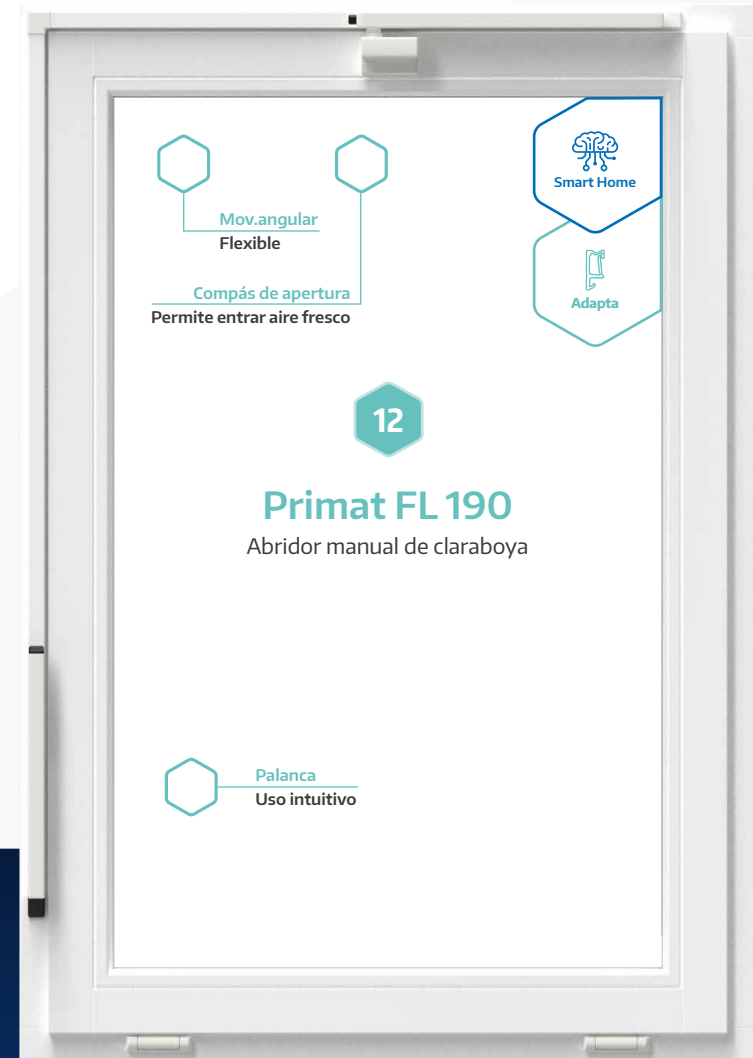 Smart Home
Mov.angular
Flexible
Compás de apertura
Permite entrar aire fresco
Adapta
12
Primat FL 190
Abridor manual de claraboya
Palanca
Uso intuitivo